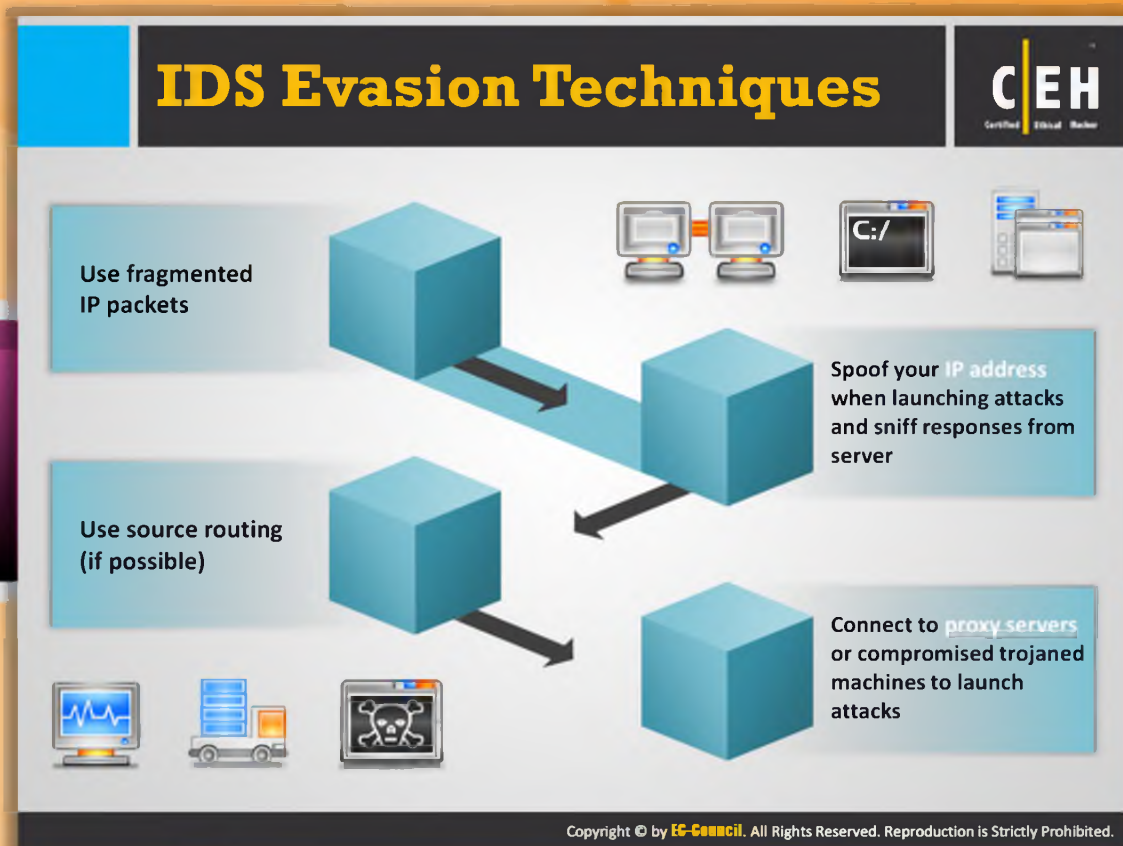 IDS Evasion Techniques
C EH
Certified Ethical Hacker
Use fragmented
IP packets
C:/
Spoof your IP address
when launching attacks
and sniff responses from
server
Use source routing
(if possible)
Connect to proxy servers
or compromised trojaned
machines to launch
attacks
Copyright © by EC-Council. All Rights Reserved. Reproduction is Strictly Prohibited.